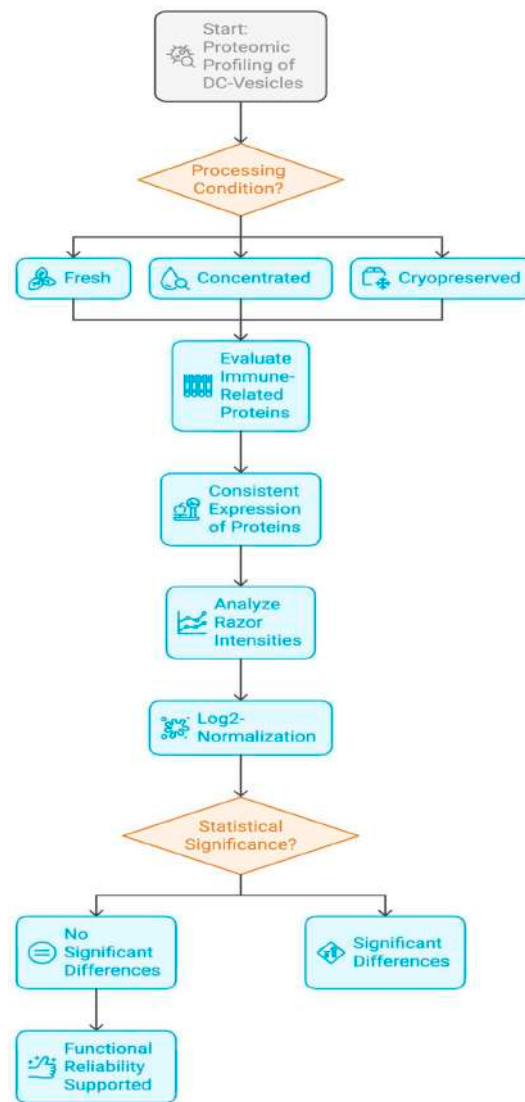 Start:
Proteomic
Profiling of
DC-Vesicles
Processing
Condition?
Fresh
Concentrated
Cryopreserved
Evaluate
Immune-
Related
Proteins
Consistent
Expression
of Proteins
Analyze
Razor
Intensities
Log2-
Normalization
Statistical
Significance?
No
Significant
Differences
Significant
Differences
Functional
Reliability
Supported